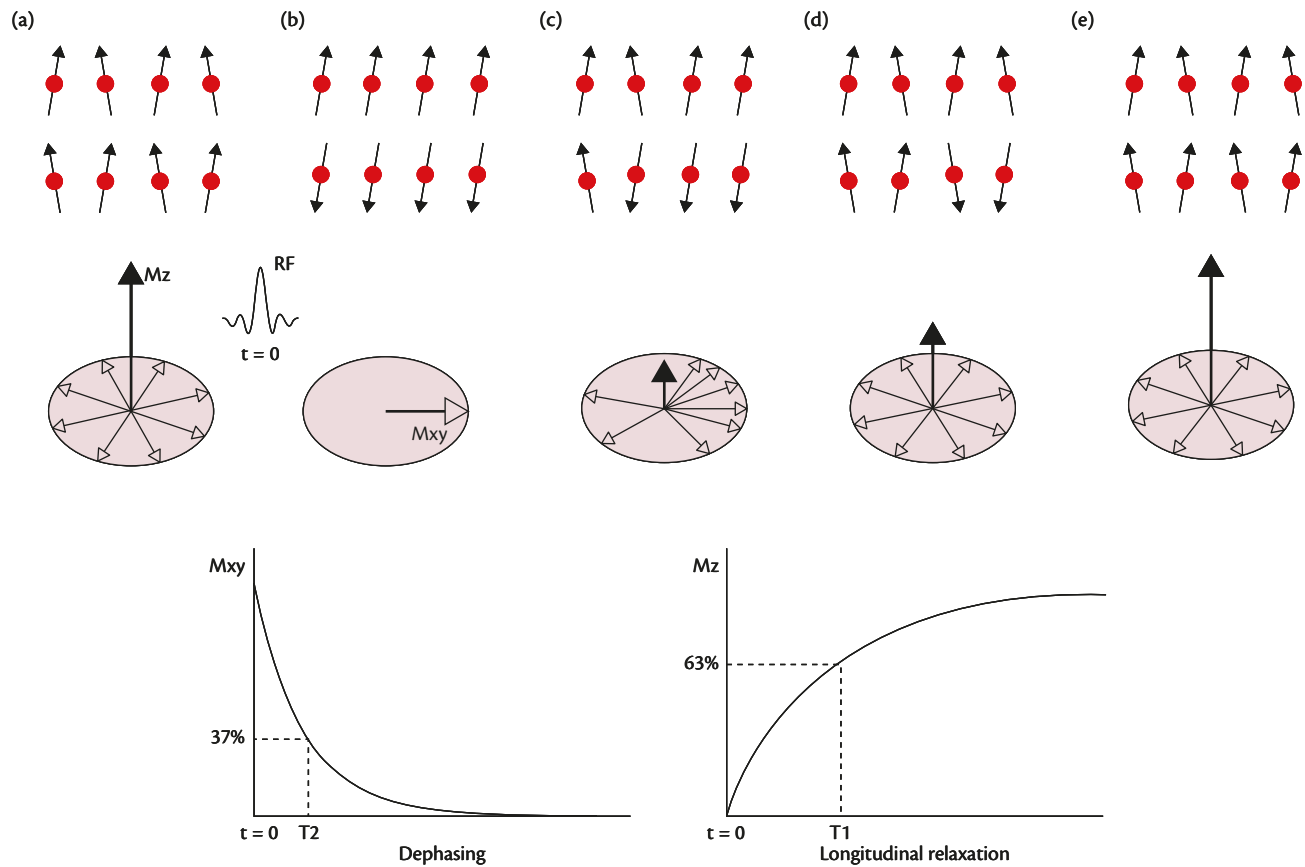 (a) (b) (c) (d) (e)
Mz
RF
t = 0
Mxy
Mxy
37%
t = 0 T2
Dephasing
Mz
63%
t = 0 T1
Longitudinal relaxation